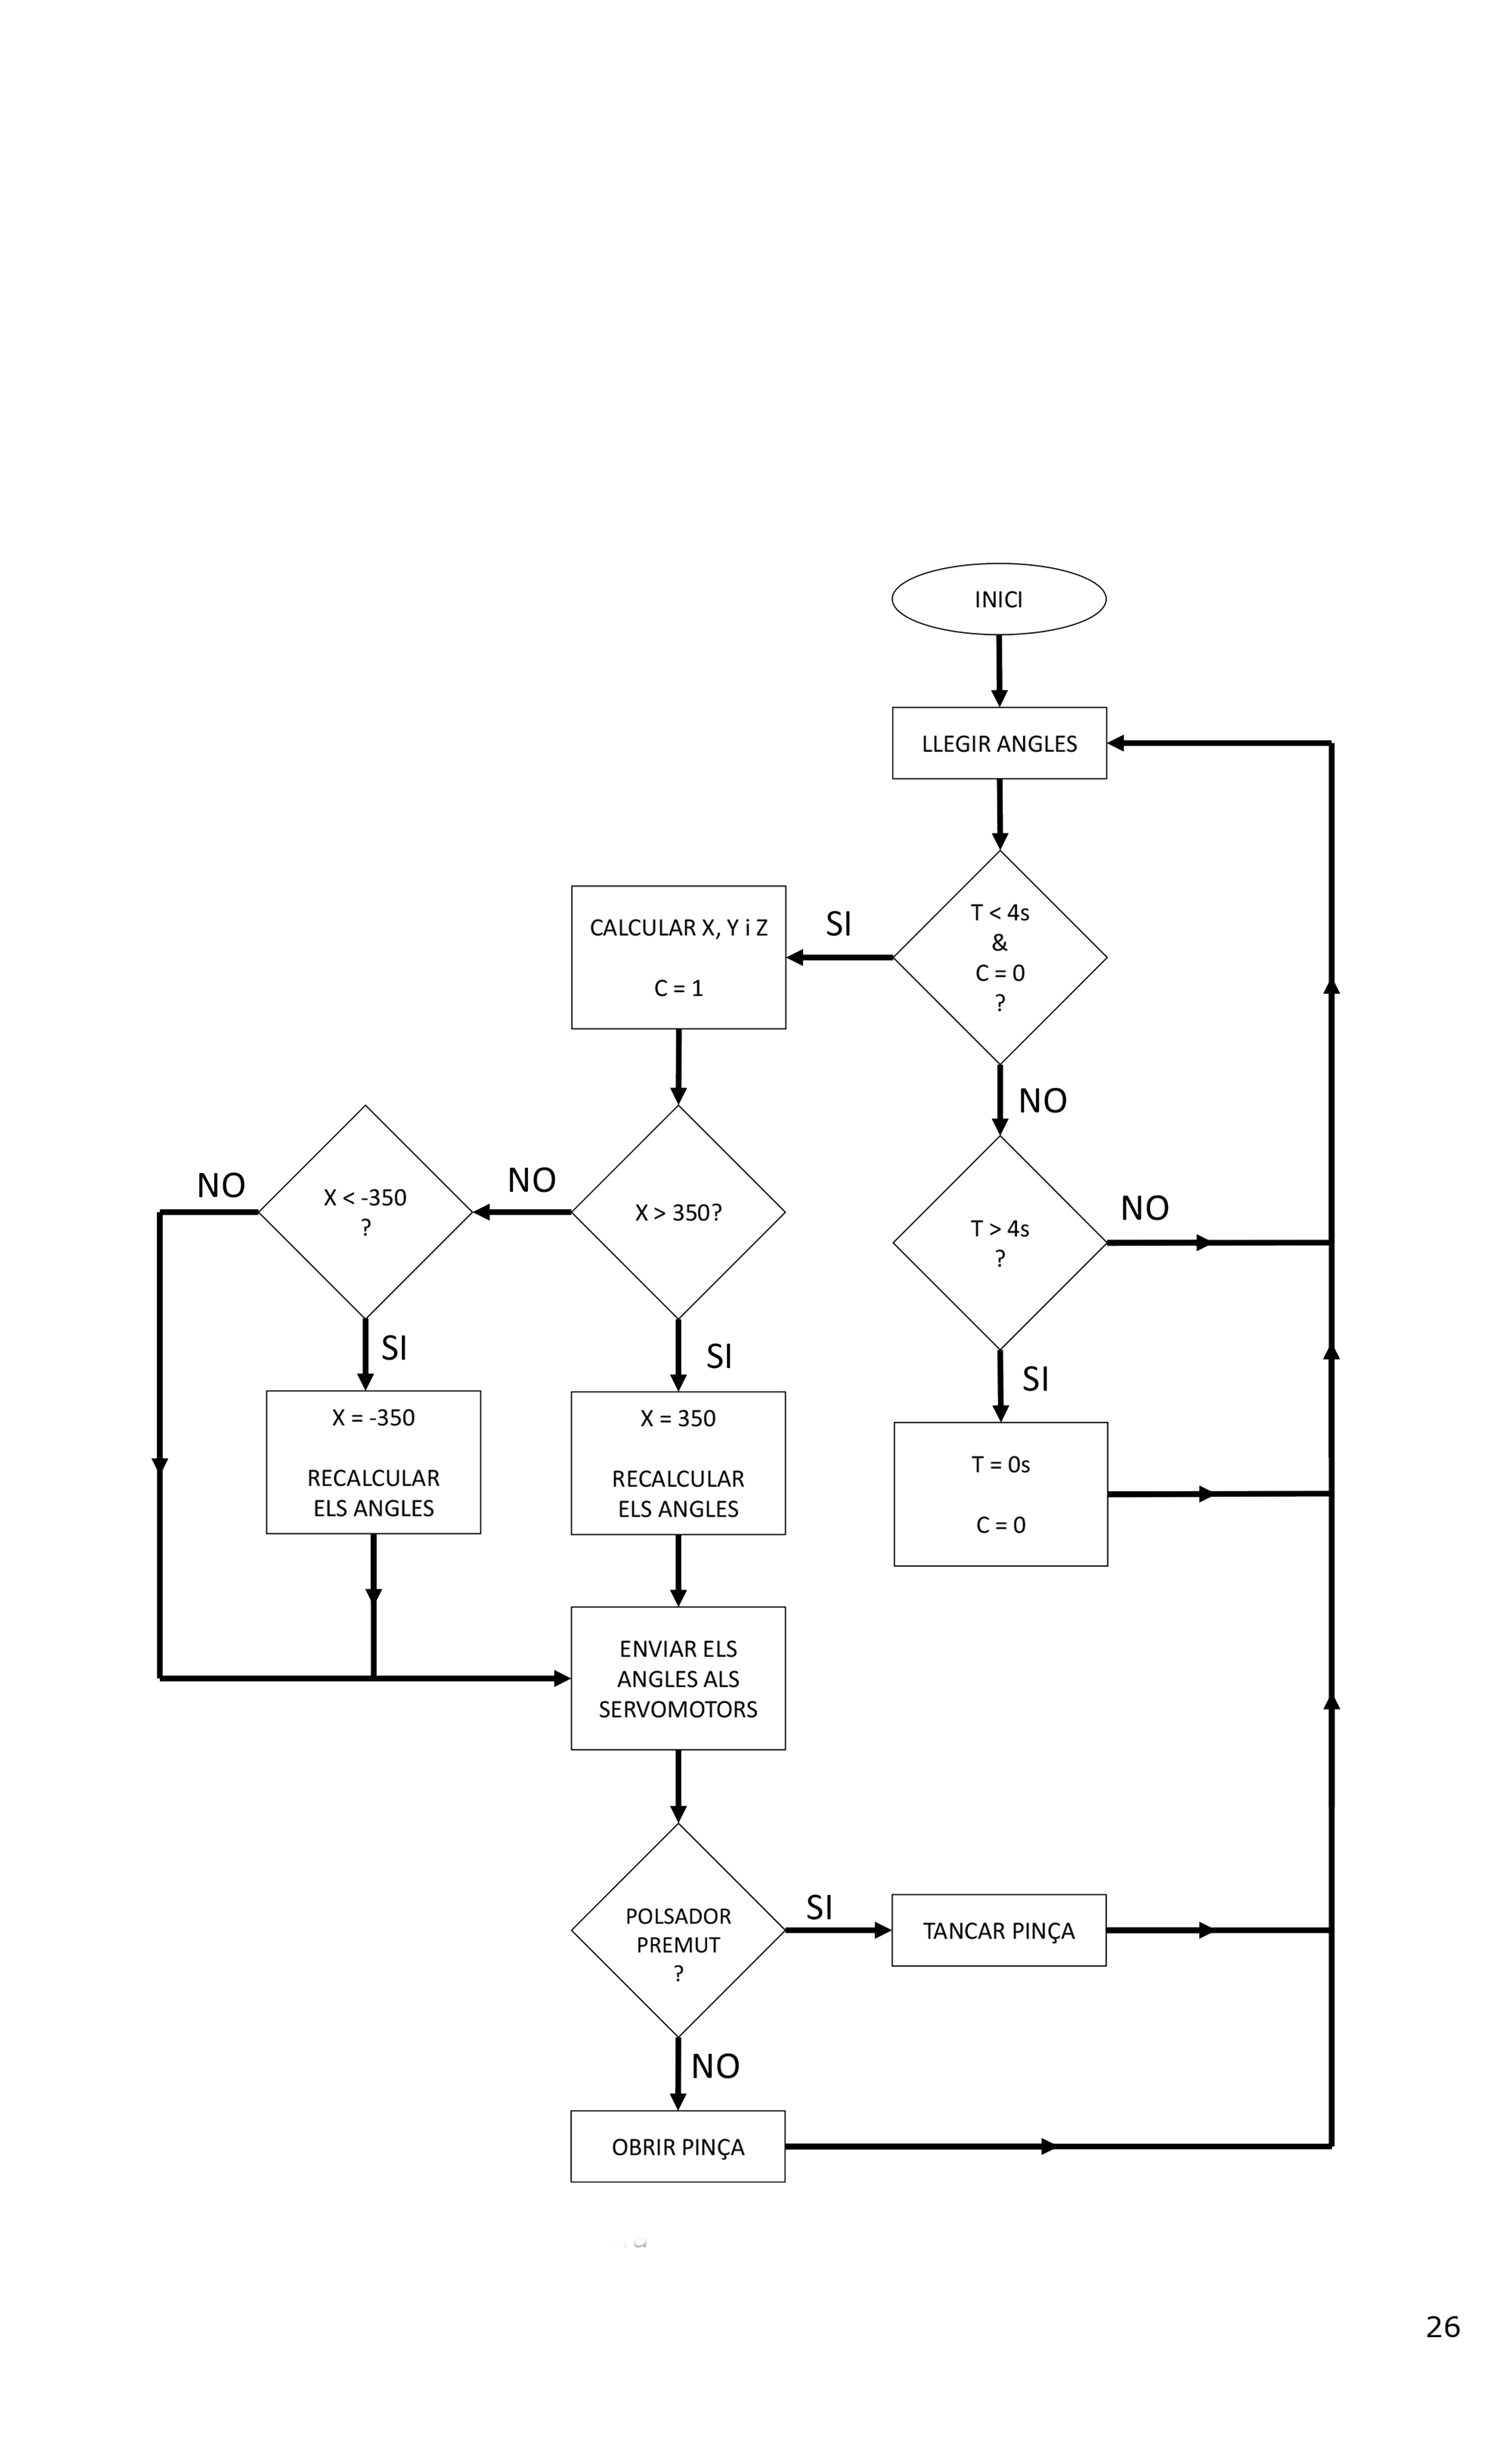 INICI
LLEGIR ANGLES
T < 4s
&
C = 0
?
SI
CALCULAR X, Y i Z
C = 1
NO
X > 350?
NO
X < -350
?
NO
T > 4s
?
NO
SI
SI
SI
X = -350
RECALCULAR
ELS ANGLES
X = 350
RECALCULAR
ELS ANGLES
T = 0s
C = 0
ENVIAR ELS
ANGLES ALS
SERVOMOTORS
POLSADOR
PREMUT
?
SI
TANCAR PINÇA
NO
OBRIR PINÇA
26